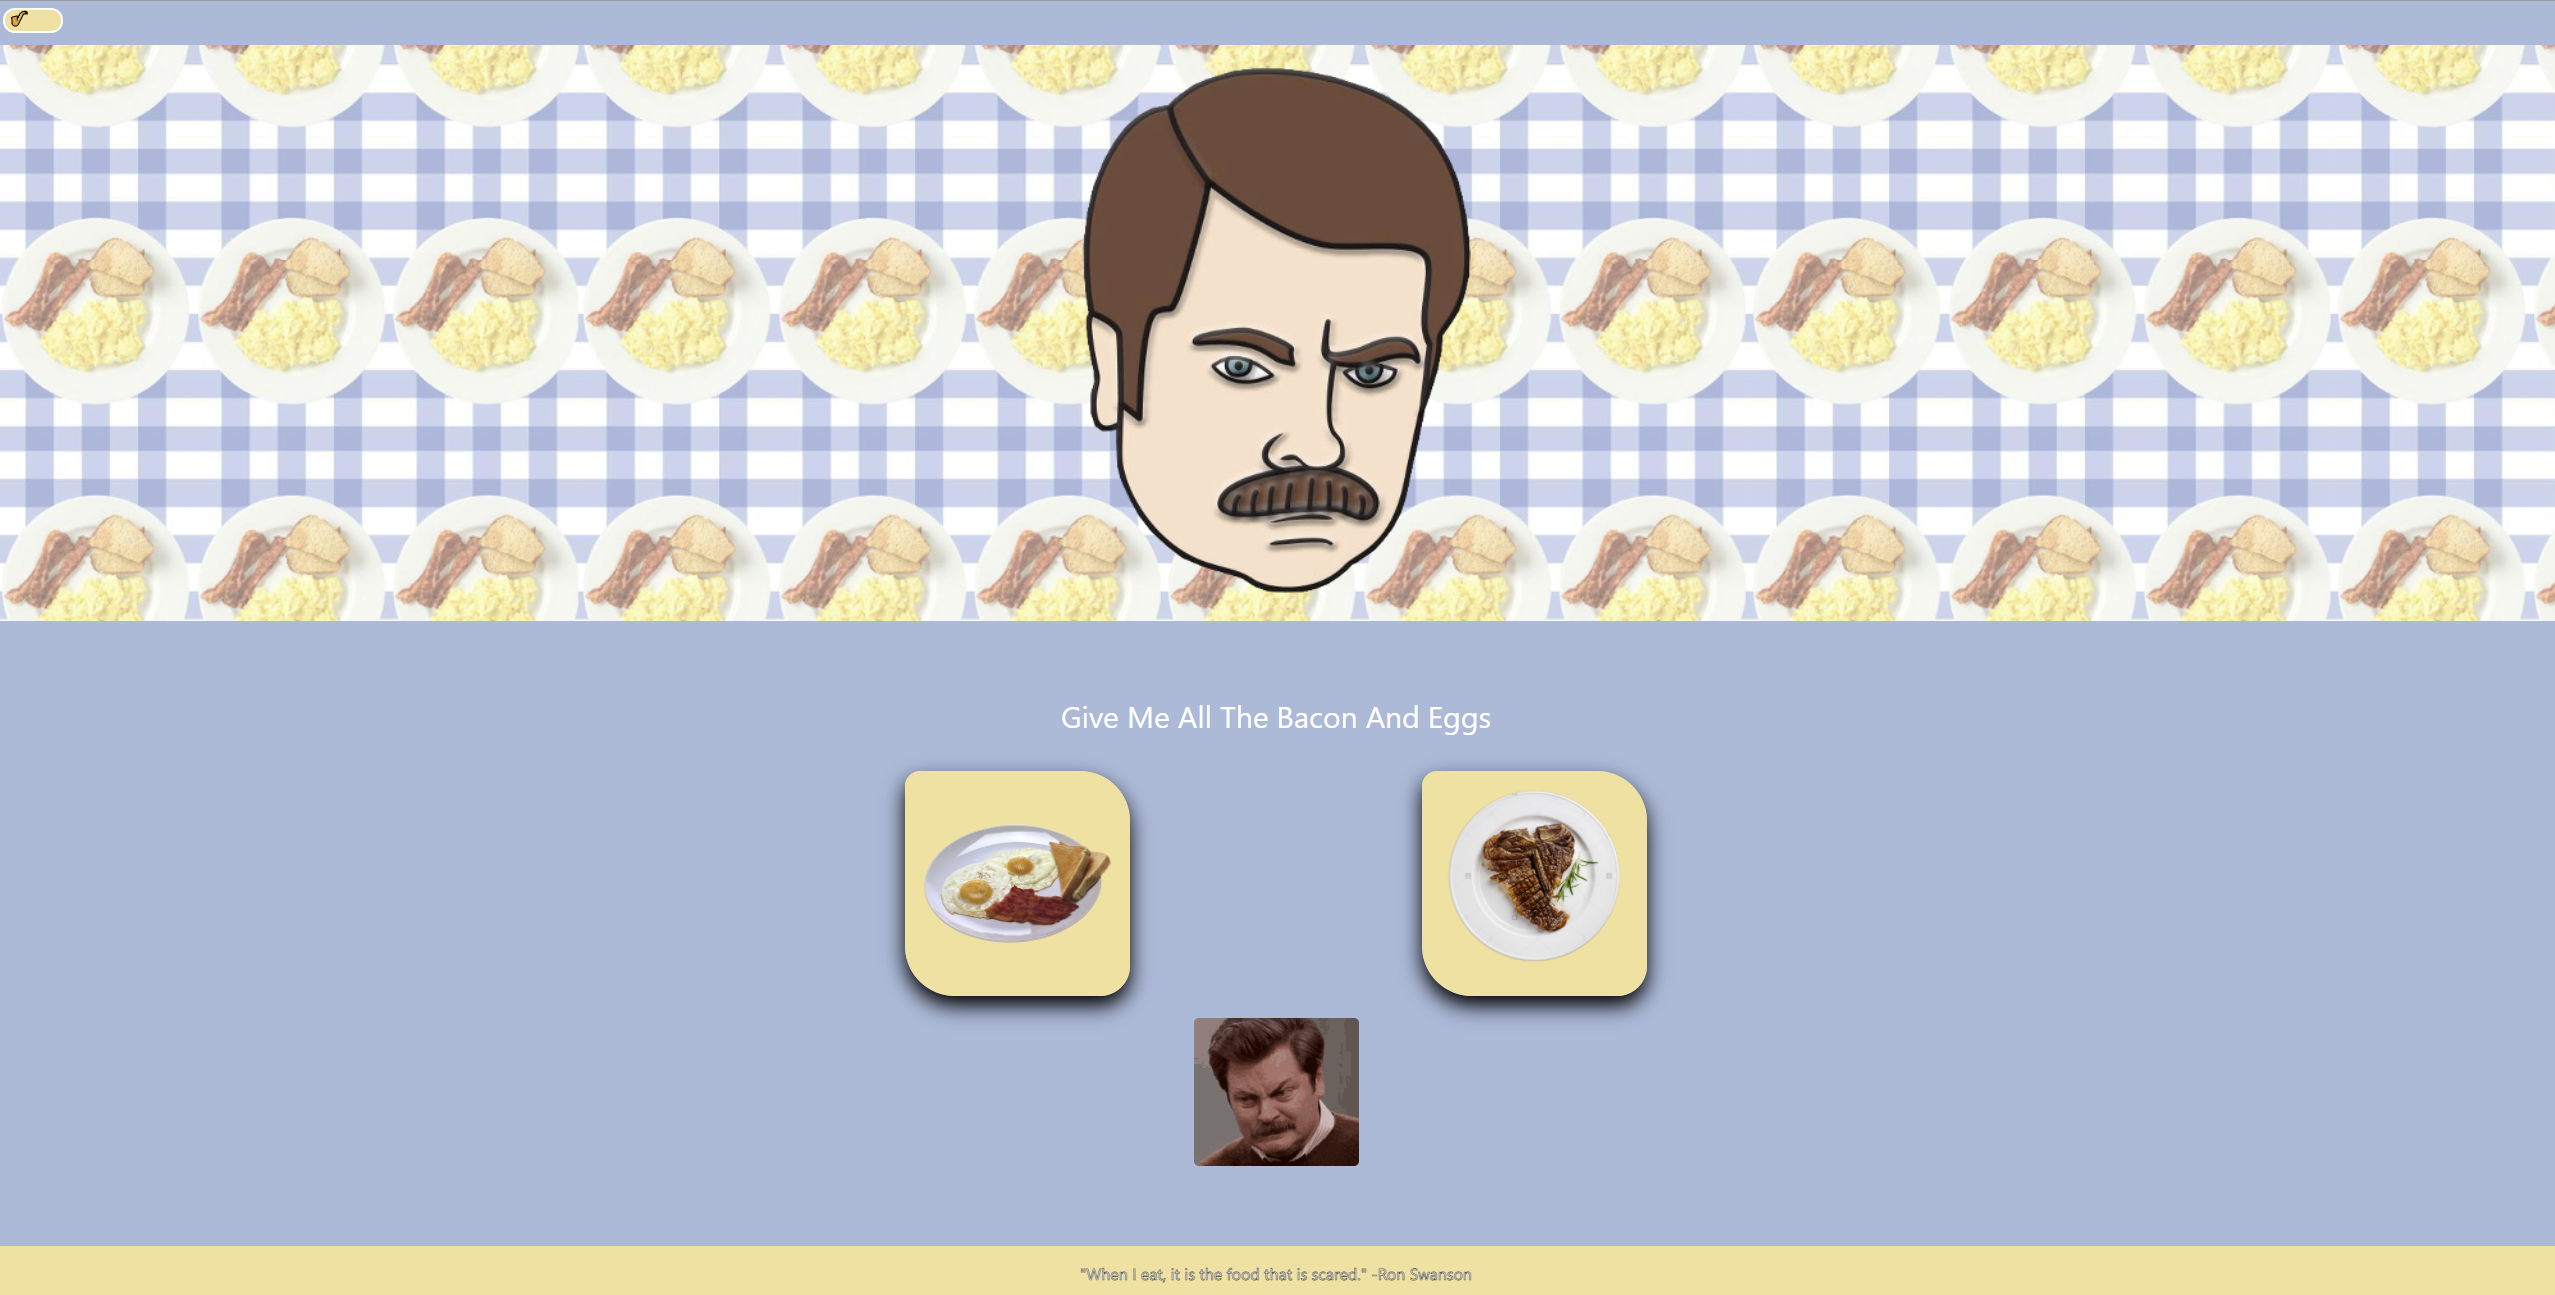 Give Me All The Bacon And Eggs
"When I eat, it is the food that is scared." -Ron Swanson